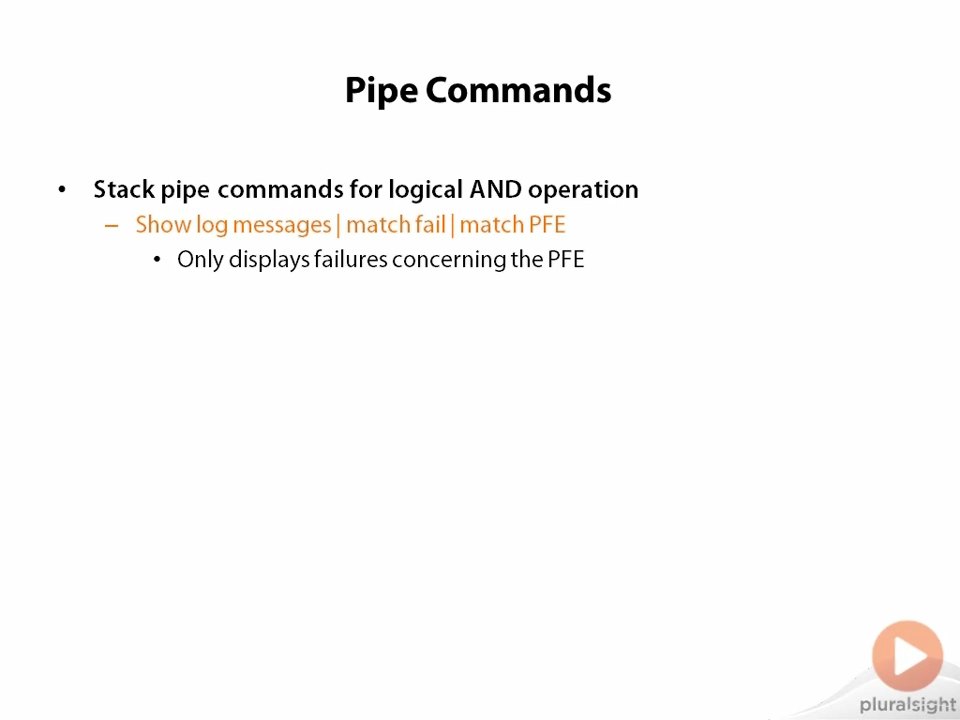 Pipe Commands
• Stack pipe commands for logical AND operation
– Show log messages | match fail | match PFE
• Only displays failures concerning the PFE
pluralsight